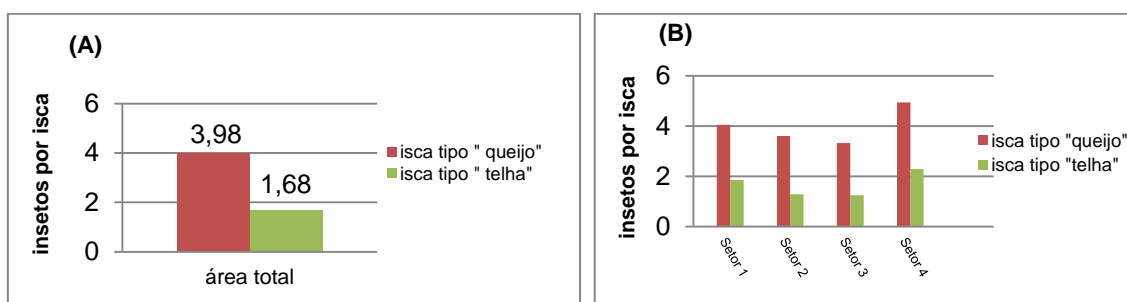 (A)
insetos por isca
6
4
2
0
3,98
1,68
área total
isca tipo " queijo"
isca tipo " telha"
(B)
insetos por isca
6
4
2
0
Setor 1
Setor 2
Setor 3
Setor 4
isca tipo "queijo"
isca tipo "telha"